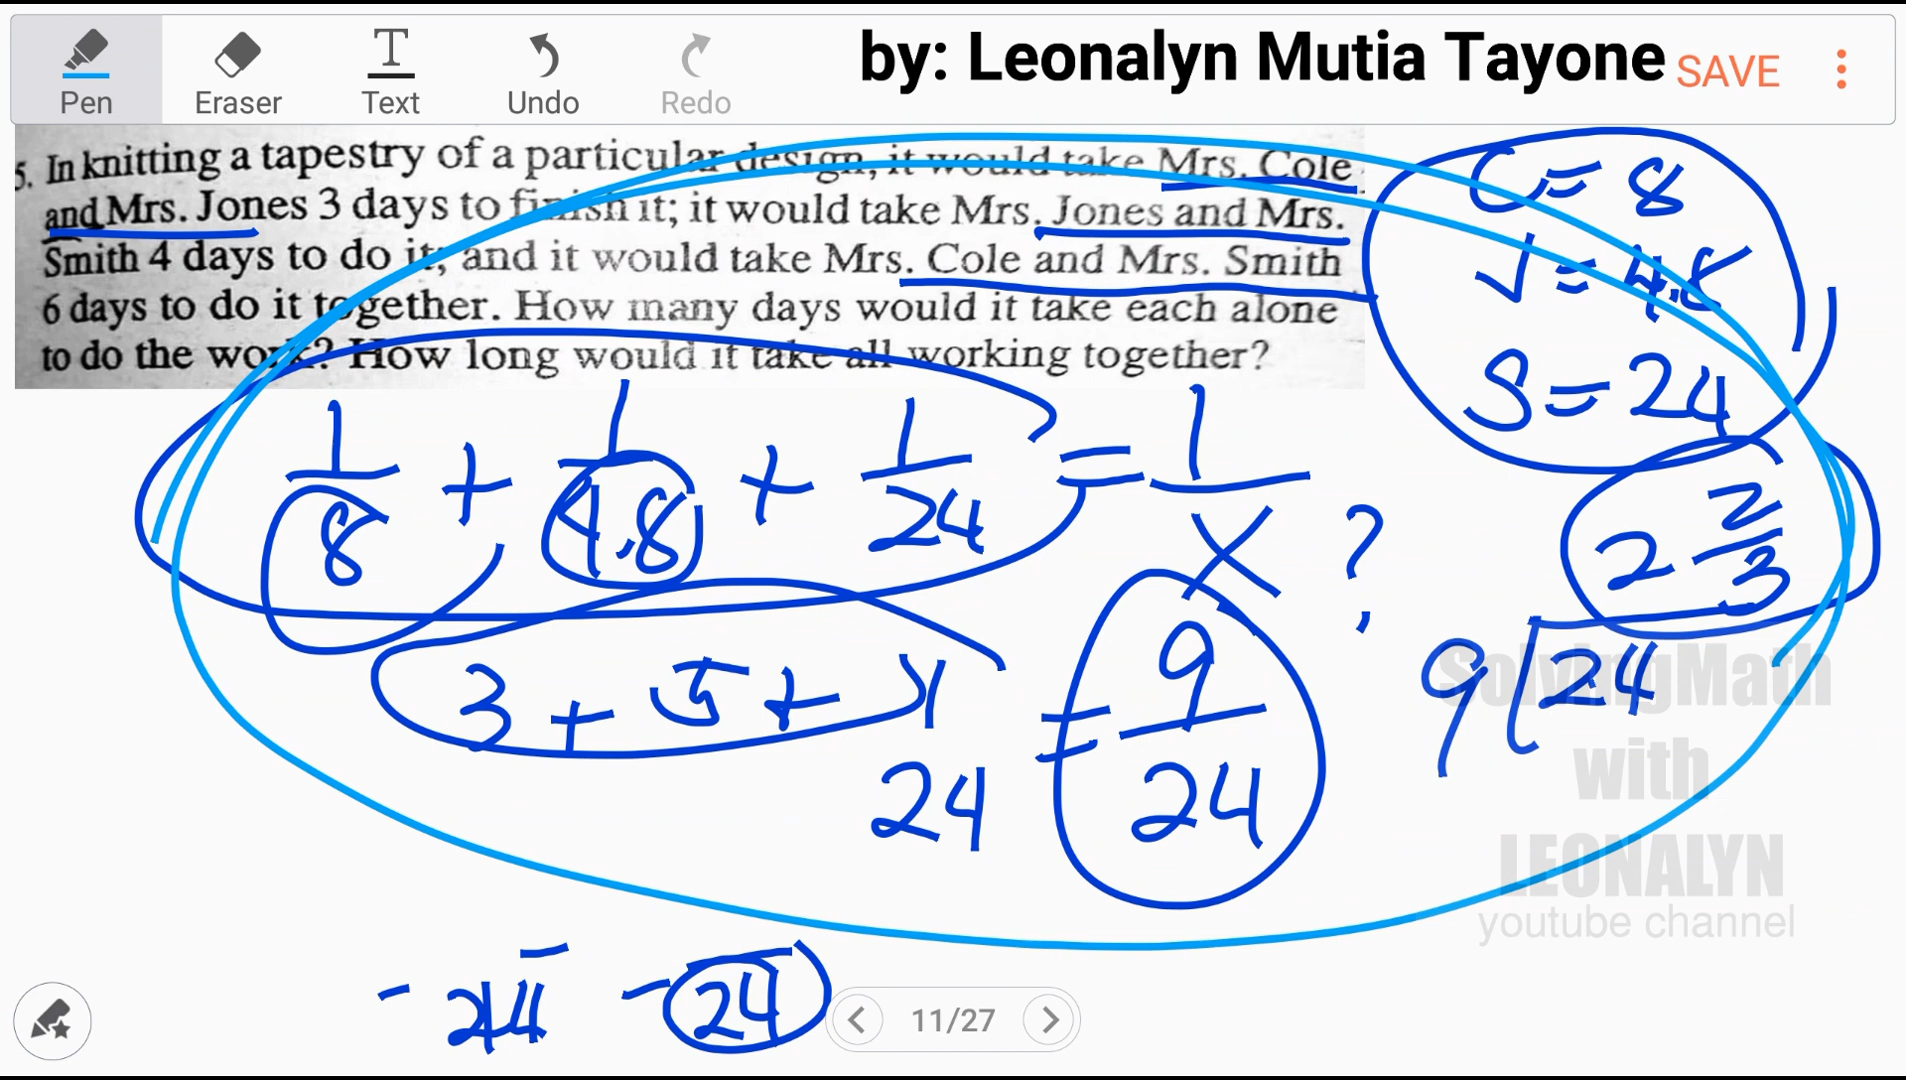 by: Leonalyn Mutia Tayone
SAVE
Pen
Eraser
Text
Undo
Redo
5. In knitting a tapestry of a particular design, it would take Mrs. Cole
and Mrs. Jones 3 days to finish it; it would take Mrs. Jones and Mrs.
Smith 4 days to do it; and it would take Mrs. Cole and Mrs. Smith
6 days to do it together. How many days would it take each alone
to do the work? How long would it take all working together?
C = 8
J = 4.8
S = 24
1/8 + 1/4.8 + 1/24 = 1/x ?
2 2/3
3 + 5 + 1
24
= 9/24
9 24
SolvingMath
with
LEONALYN
youtube channel
- 24 - 24
11/27